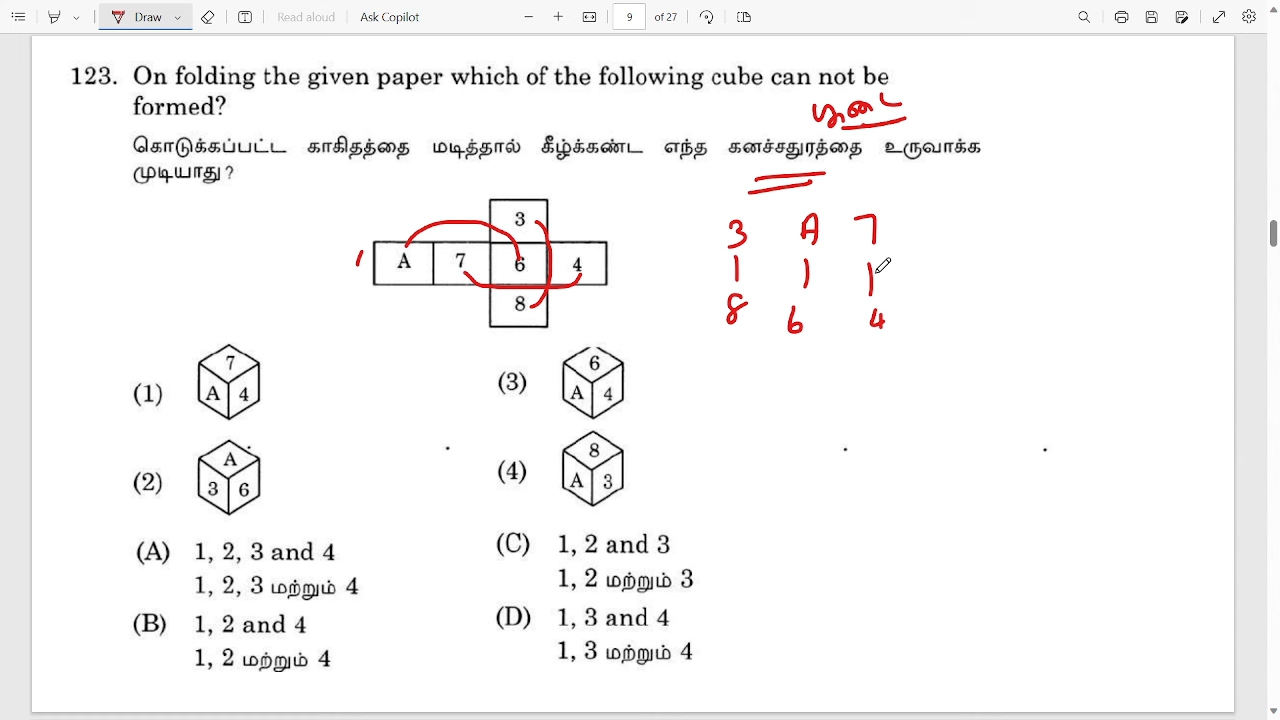 Draw
Read aloud
Ask Copilot
9
of 27
123. On folding the given paper which of the following cube can not be
formed?
கொடுக்கப்பட்ட காகிதத்தை மடித்தால் கீழ்க்கண்ட எந்த கனச்சதுரத்தை உருவாக்க
முடியாது?
3
A 7 6 4
8
3 A 7
8 6 4
(1) 7 A 4
(3) 6 A 4
(2) A 3 6
(4) 8 A 3
(A) 1, 2, 3 and 4
1, 2, 3 மற்றும் 4
(C) 1, 2 and 3
1, 2 மற்றும் 3
(B) 1, 2 and 4
1, 2 மற்றும் 4
(D) 1, 3 and 4
1, 3 மற்றும் 4